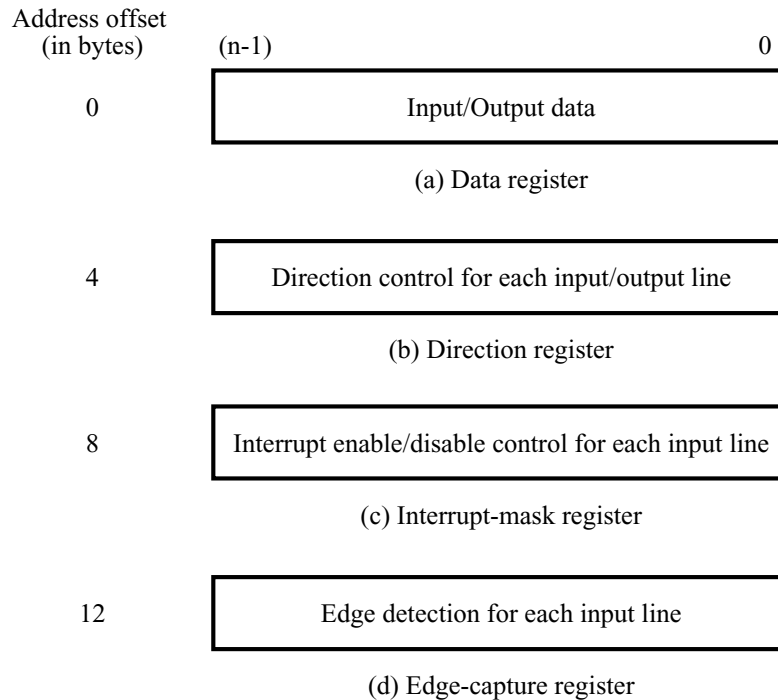 Address offset
(in bytes)
(n-1) 0
0 Input/Output data
(a) Data register
4 Direction control for each input/output line
(b) Direction register
8 Interrupt enable/disable control for each input line
(c) Interrupt-mask register
12 Edge detection for each input line
(d) Edge-capture register